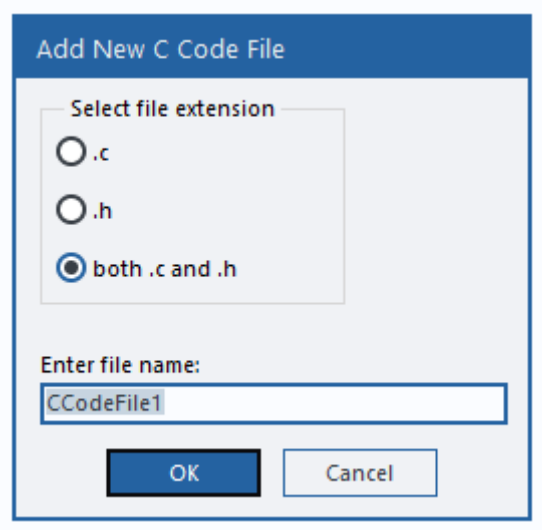 Add New C Code File
Select file extension
.c
.h
both .c and .h
Enter file name:
CCodeFile1
OK
Cancel